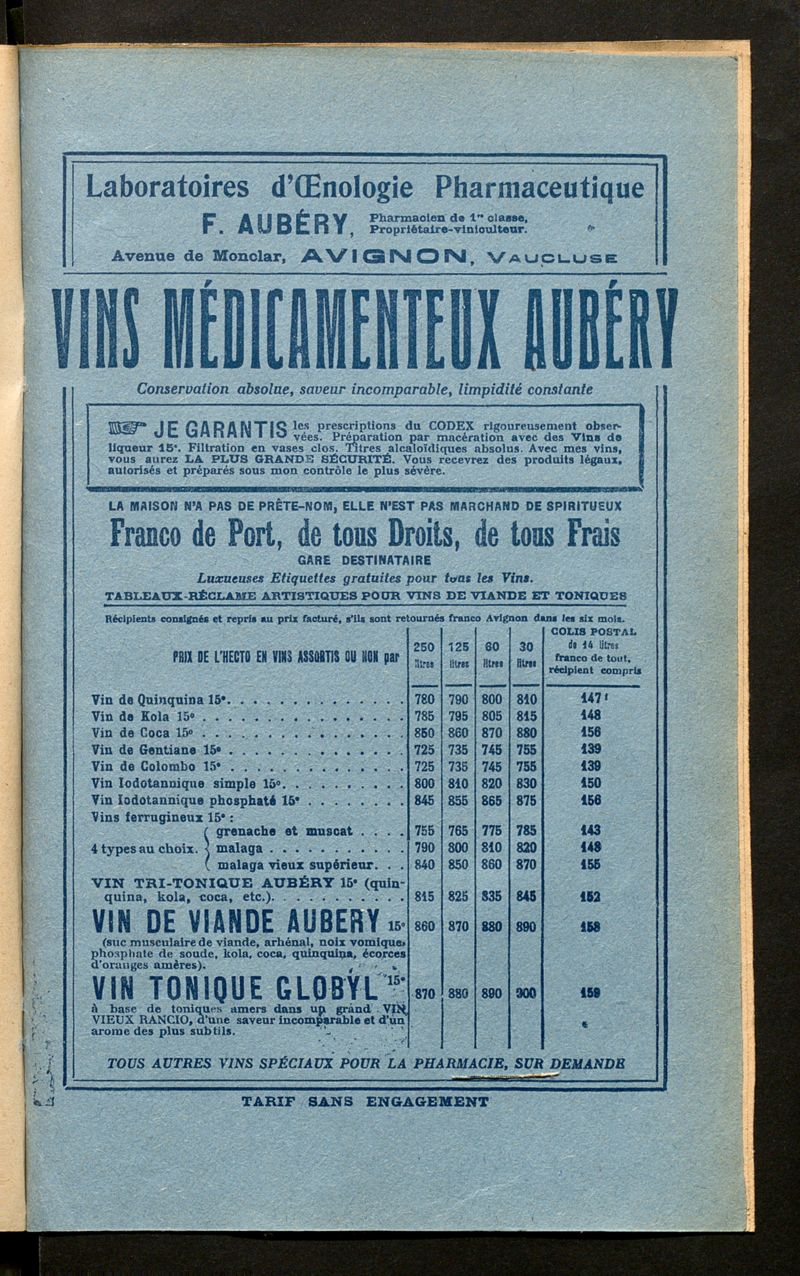 Laboratoires d'Œnologie Pharmaceutique
F. AUBÉRY, Pharmacien de 1re classe,
Propriétaire-viniculteur.
Avenue de Monclar, AVIGNON, VAUCLUSE
VINS MÉDICAMENTEUX AUBÉRY
Conservation absolue, saveur incomparable, limpidité constante
JE GARANTIS les prescriptions du CODEX rigoureusement obser-
vées. Préparation par macération avec des Vins de
liqueur 15°. Filtration en vases clos. Titres alcaloïdiques absolus. Avec mes vins,
vous aurez LA PLUS GRANDE SÉCURITÉ. Vous recevrez des produits légaux,
autorisés et préparés sous mon contrôle le plus sévère.
LA MAISON N'A PAS DE PRÊTE-NOM, ELLE N'EST PAS MARCHAND DE SPIRITUEUX
Franco de Port, de tous Droits, de tous Frais
GARE DESTINATAIRE
Luxueuses Etiquettes gratuites pour tous les Vins.
TABLEAUX-RÉCLAME ARTISTIQUES POUR VINS DE VIANDE ET TONIQUES
Récipients consignés et repris au prix facturé, s'ils sont retournés franco Avignon dans les six mois.
PRIX DE L'HECTO EN VINS ASSORTIS OU NON par 250 litres 125 litres 60 litres 30 litres COLIS POSTAL
de 14 litres
franco de tout,
récipient compris
Vin de Quinquina 15°. . . . . . . . . . . . . . . 780 790 800 810 147 f
Vin de Kola 15° . . . . . . . . . . . . . . . . . 785 795 805 815 148
Vin de Coca 15° . . . . . . . . . . . . . . . . . 850 860 870 880 156
Vin de Gentiane 15° . . . . . . . . . . . . . . . 725 735 745 755 139
Vin de Colombo 15° . . . . . . . . . . . . . . . 725 735 745 755 139
Vin Iodotannique simple 15°. . . . . . . . . . . 800 810 820 830 150
Vin Iodotannique phosphaté 15° . . . . . . . . 845 855 865 875 156
Vins ferrugineux 15° :
grenache et muscat . . . . 755 765 775 785 143
4 types au choix. malaga . . . . . . . . . . . 790 800 810 820 148
malaga vieux supérieur. . . 840 850 860 870 155
VIN TRI-TONIQUE AUBÉRY 15° (quin-
quina, kola, coca, etc.). . . . . . . . . . . . 815 825 835 845 152
VIN DE VIANDE AUBERY 15° 860 870 880 890 158
(suc musculaire de viande, arhénal, noix vomique,
phosphate de soude, kola, coca, quinquina, écorces
d'oranges amères).
VIN TONIQUE GLOBYL 15° 870 880 890 900 159
à base de toniques amers dans un grand VIN
VIEUX RANCIO, d'une saveur incomparable et d'un
arome des plus subtils.
TOUS AUTRES VINS SPÉCIAUX POUR LA PHARMACIE, SUR DEMANDE
TARIF SANS ENGAGEMENT